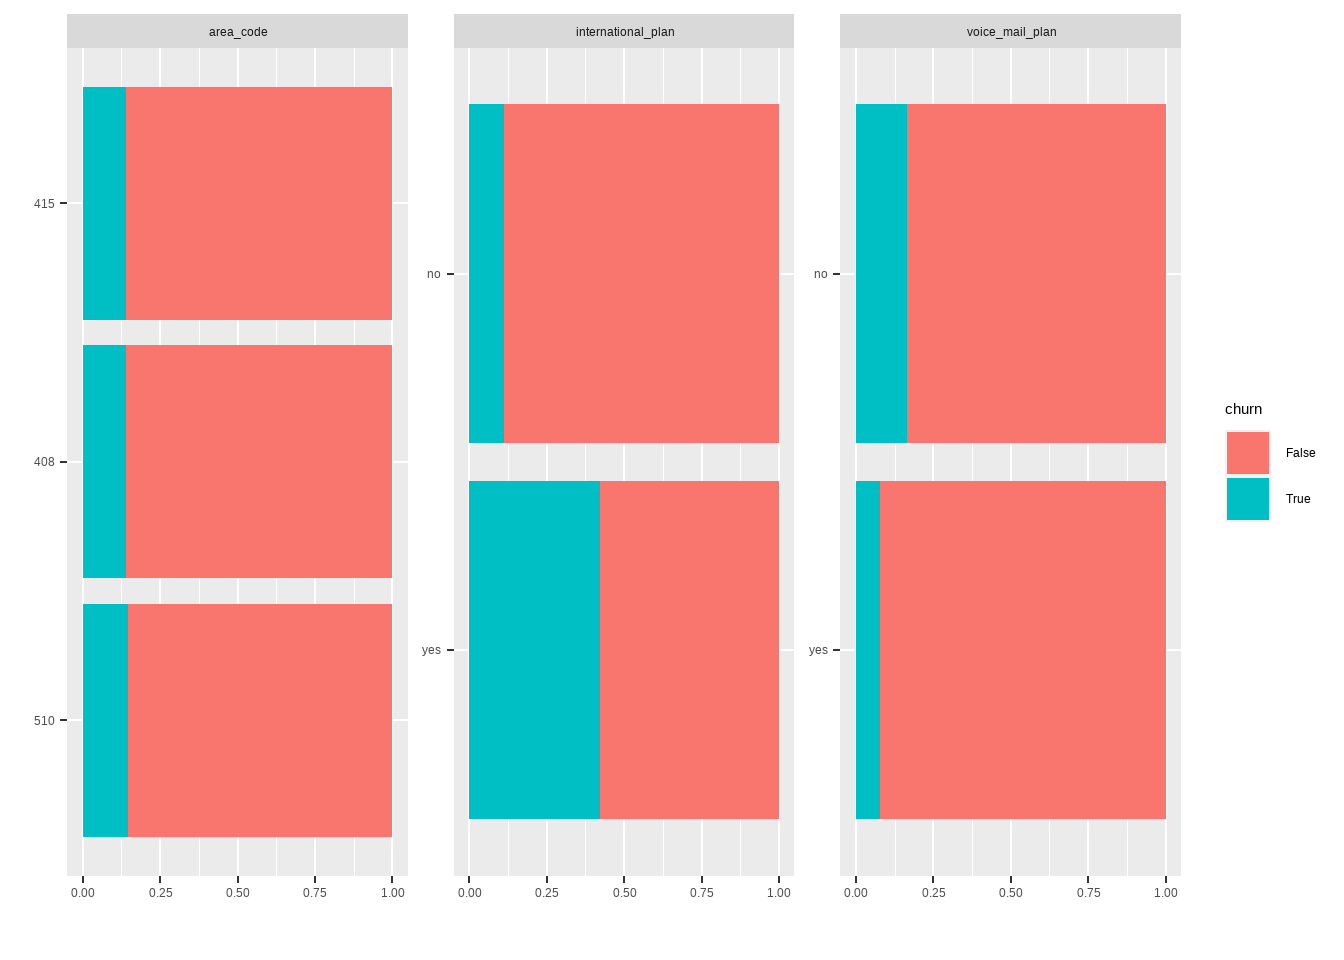 area_code
international_plan
voice_mail_plan
415
408
510
no
yes
no
yes
0.00 0.25 0.50 0.75 1.00
0.00 0.25 0.50 0.75 1.00
0.00 0.25 0.50 0.75 1.00
churn
False
True